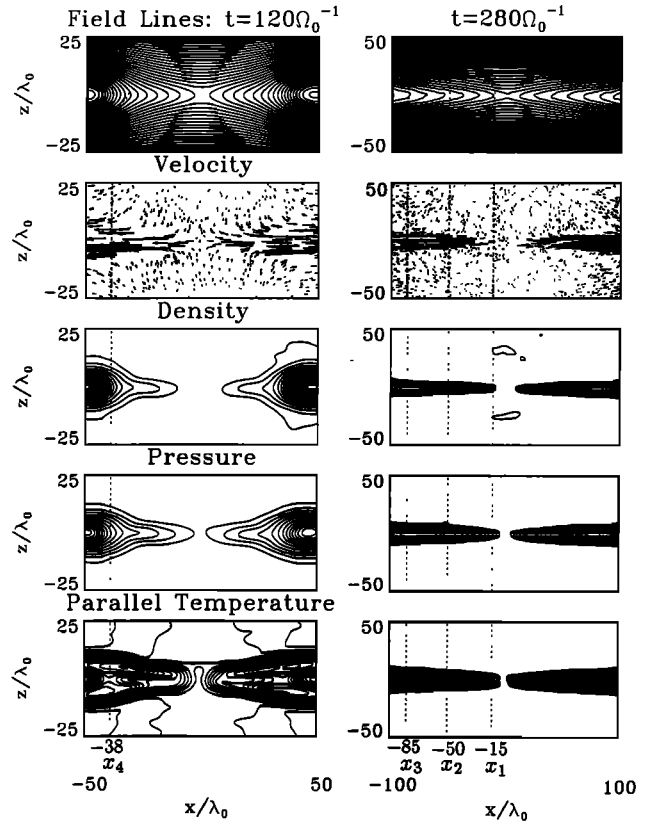 Field Lines: t=120Ω₀⁻¹ t=280Ω₀⁻¹
25 50
z/λ₀
-25 -50
Velocity
25 50
z/λ₀
-25 -50
Density
25 50
z/λ₀
-25 -50
Pressure
25 50
z/λ₀
-25 -50
Parallel Temperature
25 50
z/λ₀
-25 -50
-38 -85 -50 -15
x₄ x₃ x₂ x₁
-50 50 -100 100
x/λ₀ x/λ₀